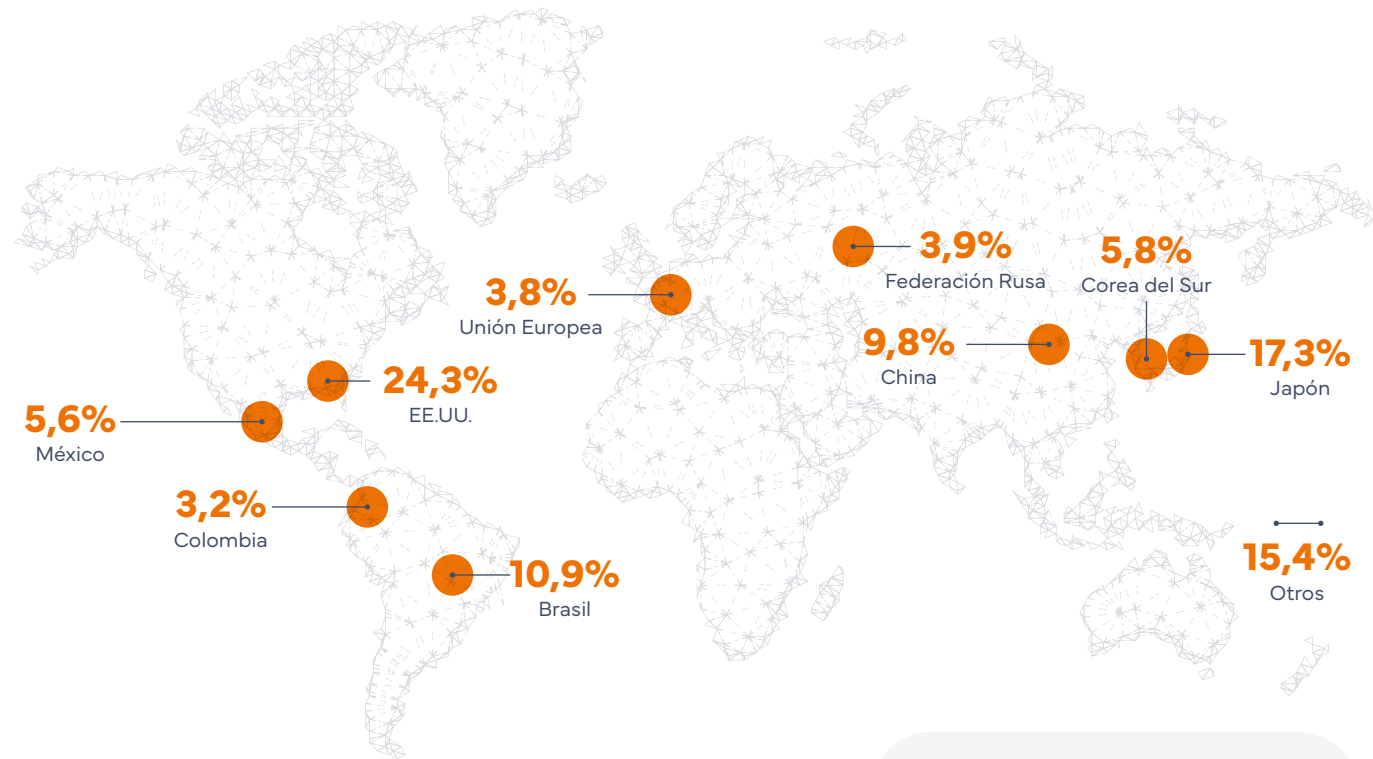 3,9%
Federación Rusa
5,8%
Corea del Sur
3,8%
Unión Europea
9,8%
China
17,3%
Japón
24,3%
EE.UU.
5,6%
México
3,2%
Colombia
10,9%
Brasil
15,4%
Otros